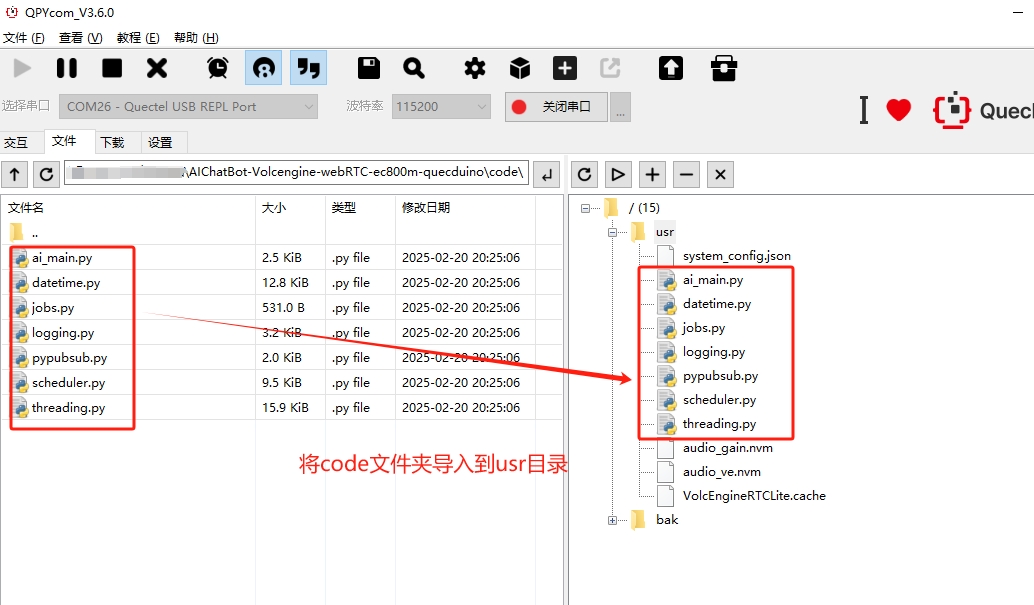 QPYcom_V3.6.0
文件 (F) 查看 (V) 教程 (E) 帮助 (H)
选择串口 COM26 - Quectel USB REPL Port 波特率 115200 关闭串口 ...
交互 文件 下载 设置
\AIChatBot-Volcengine-webRTC-ec800m-quecduino\code\
文件名 大小 类型 修改日期
..
ai_main.py 2.5 KiB .py file 2025-02-20 20:25:06
datetime.py 12.8 KiB .py file 2025-02-20 20:25:06
jobs.py 531.0 B .py file 2025-02-20 20:25:06
logging.py 3.2 KiB .py file 2025-02-20 20:25:06
pypubsub.py 2.0 KiB .py file 2025-02-20 20:25:06
scheduler.py 9.5 KiB .py file 2025-02-20 20:25:06
threading.py 15.9 KiB .py file 2025-02-20 20:25:06
将code文件夹导入到usr目录
/ (15)
usr
system_config.json
ai_main.py
datetime.py
jobs.py
logging.py
pypubsub.py
scheduler.py
threading.py
audio_gain.nvm
audio_ve.nvm
VolcEngineRTCLite.cache
bak